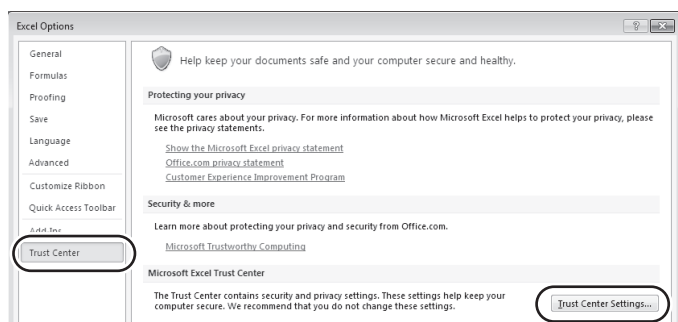 Excel Options
General
Formulas
Proofing
Save
Language
Advanced
Customize Ribbon
Quick Access Toolbar
Add-Ins
Trust Center
Help keep your documents safe and your computer secure and healthy.
Protecting your privacy
Microsoft cares about your privacy. For more information about how Microsoft Excel helps to protect your privacy, please
see the privacy statements.
Show the Microsoft Excel privacy statement
Office.com privacy statement
Customer Experience Improvement Program
Security & more
Learn more about protecting your privacy and security from Office.com.
Microsoft Trustworthy Computing
Microsoft Excel Trust Center
The Trust Center contains security and privacy settings. These settings help keep your
computer secure. We recommend that you do not change these settings.
Trust Center Settings...